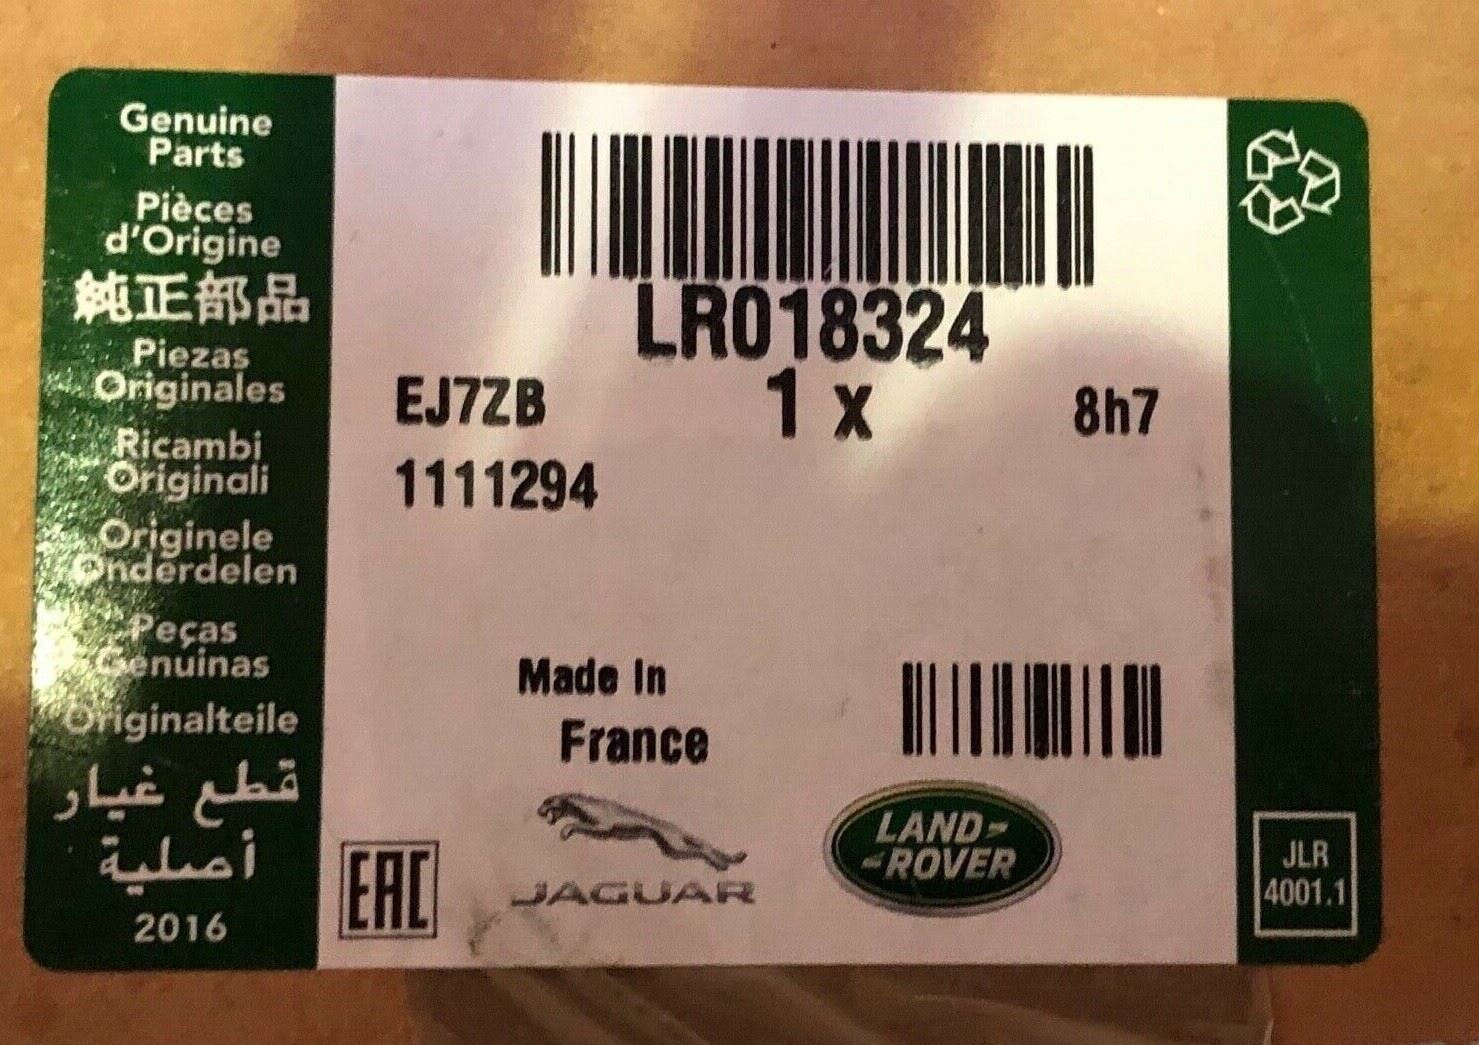 Genuine
Parts
Pièces
d'Origine
純正部品
Piezas
Originales
Ricambi
Originali
Originele
Onderdelen
Peças
Genuinas
Originalteile
قطع غيار
أصلية
2016
LR018324
EJ7ZB 1 X 8h7
1111294
Made In
France
EAC
JAGUAR
LAND-
-ROVER
JLR
4001.1